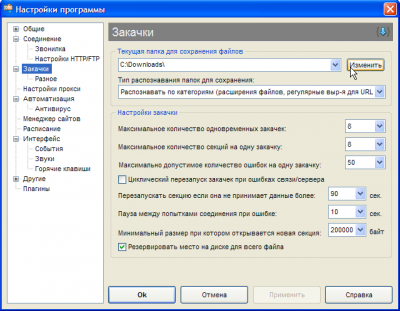 Настройки программы
Общие
Соединение
Звонилка
Настройки HTTP/FTP
Закачки
Разное
Настройки прокси
Автоматизация
Антивирус
Менеджер сайтов
Расписание
Интерфейс
События
Звуки
Горячие клавиши
Другие
Плагины
Закачки
Текущая папка для сохранения файлов
C:\Downloads\
Изменить
Тип распознавания папок для сохранения:
Распознавать по категориям (расширения файлов, регулярные выр-я для URL
Настройки закачки
Максимальное количество одновременных закачек:
8
Максимальное количество секций на одну закачку:
8
Максимально допустимое количество ошибок на одну закачку:
50
Циклический перезапуск закачек при ошибках связи/сервера
Перезапускать секцию если она не принимает данные более:
90
сек.
Пауза между попытками соединения при ошибке:
10
сек.
Минимальный размер при котором открывается новая секция:
200000
байт
Резервировать место на диске для всего файла
Ok
Отмена
Применить
Справка